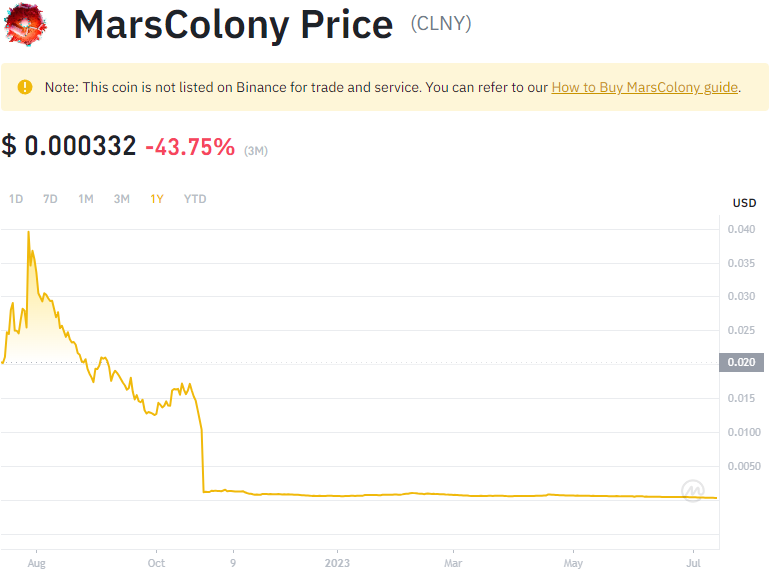 MarsColony Price (CLNY)
Note: This coin is not listed on Binance for trade and service. You can refer to our How to Buy MarsColony guide.
$ 0.000332 -43.75% (3M)
1D 7D 1M 3M 1Y YTD
USD
0.040
0.035
0.030
0.025
0.020
0.015
0.0100
0.0050
Aug Oct 9 2023 Mar May Jul